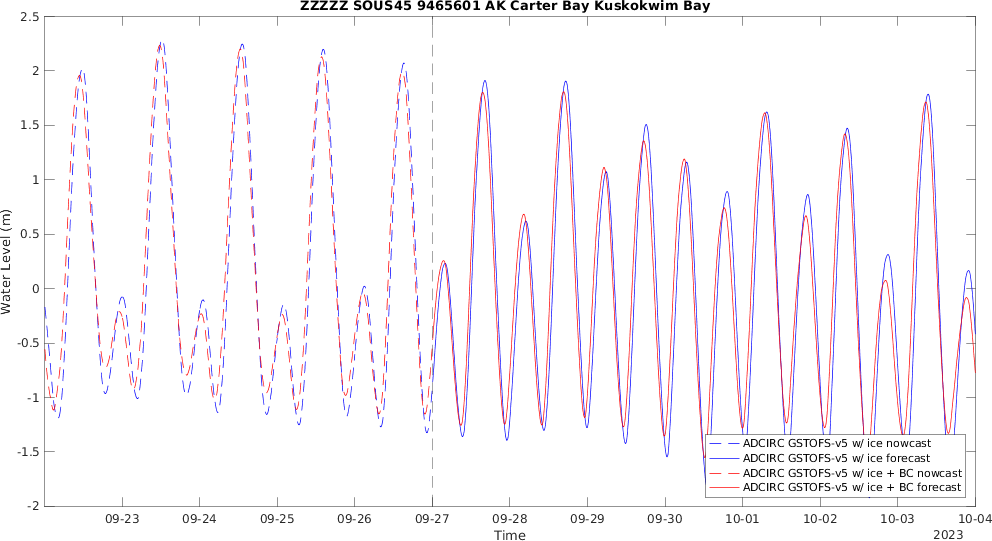 ZZZZZ SOUS45 9465601 AK Carter Bay Kuskokwim Bay
2.5
2
1.5
1
0.5
0
-0.5
-1
-1.5
-2
Water Level (m)
ADCIRC GSTOFS-v5 w/ ice nowcast
ADCIRC GSTOFS-v5 w/ ice forecast
ADCIRC GSTOFS-v5 w/ ice + BC nowcast
ADCIRC GSTOFS-v5 w/ ice + BC forecast
09-23 09-24 09-25 09-26 09-27 09-28 09-29 09-30 10-01 10-02 10-03 10-04
Time
2023